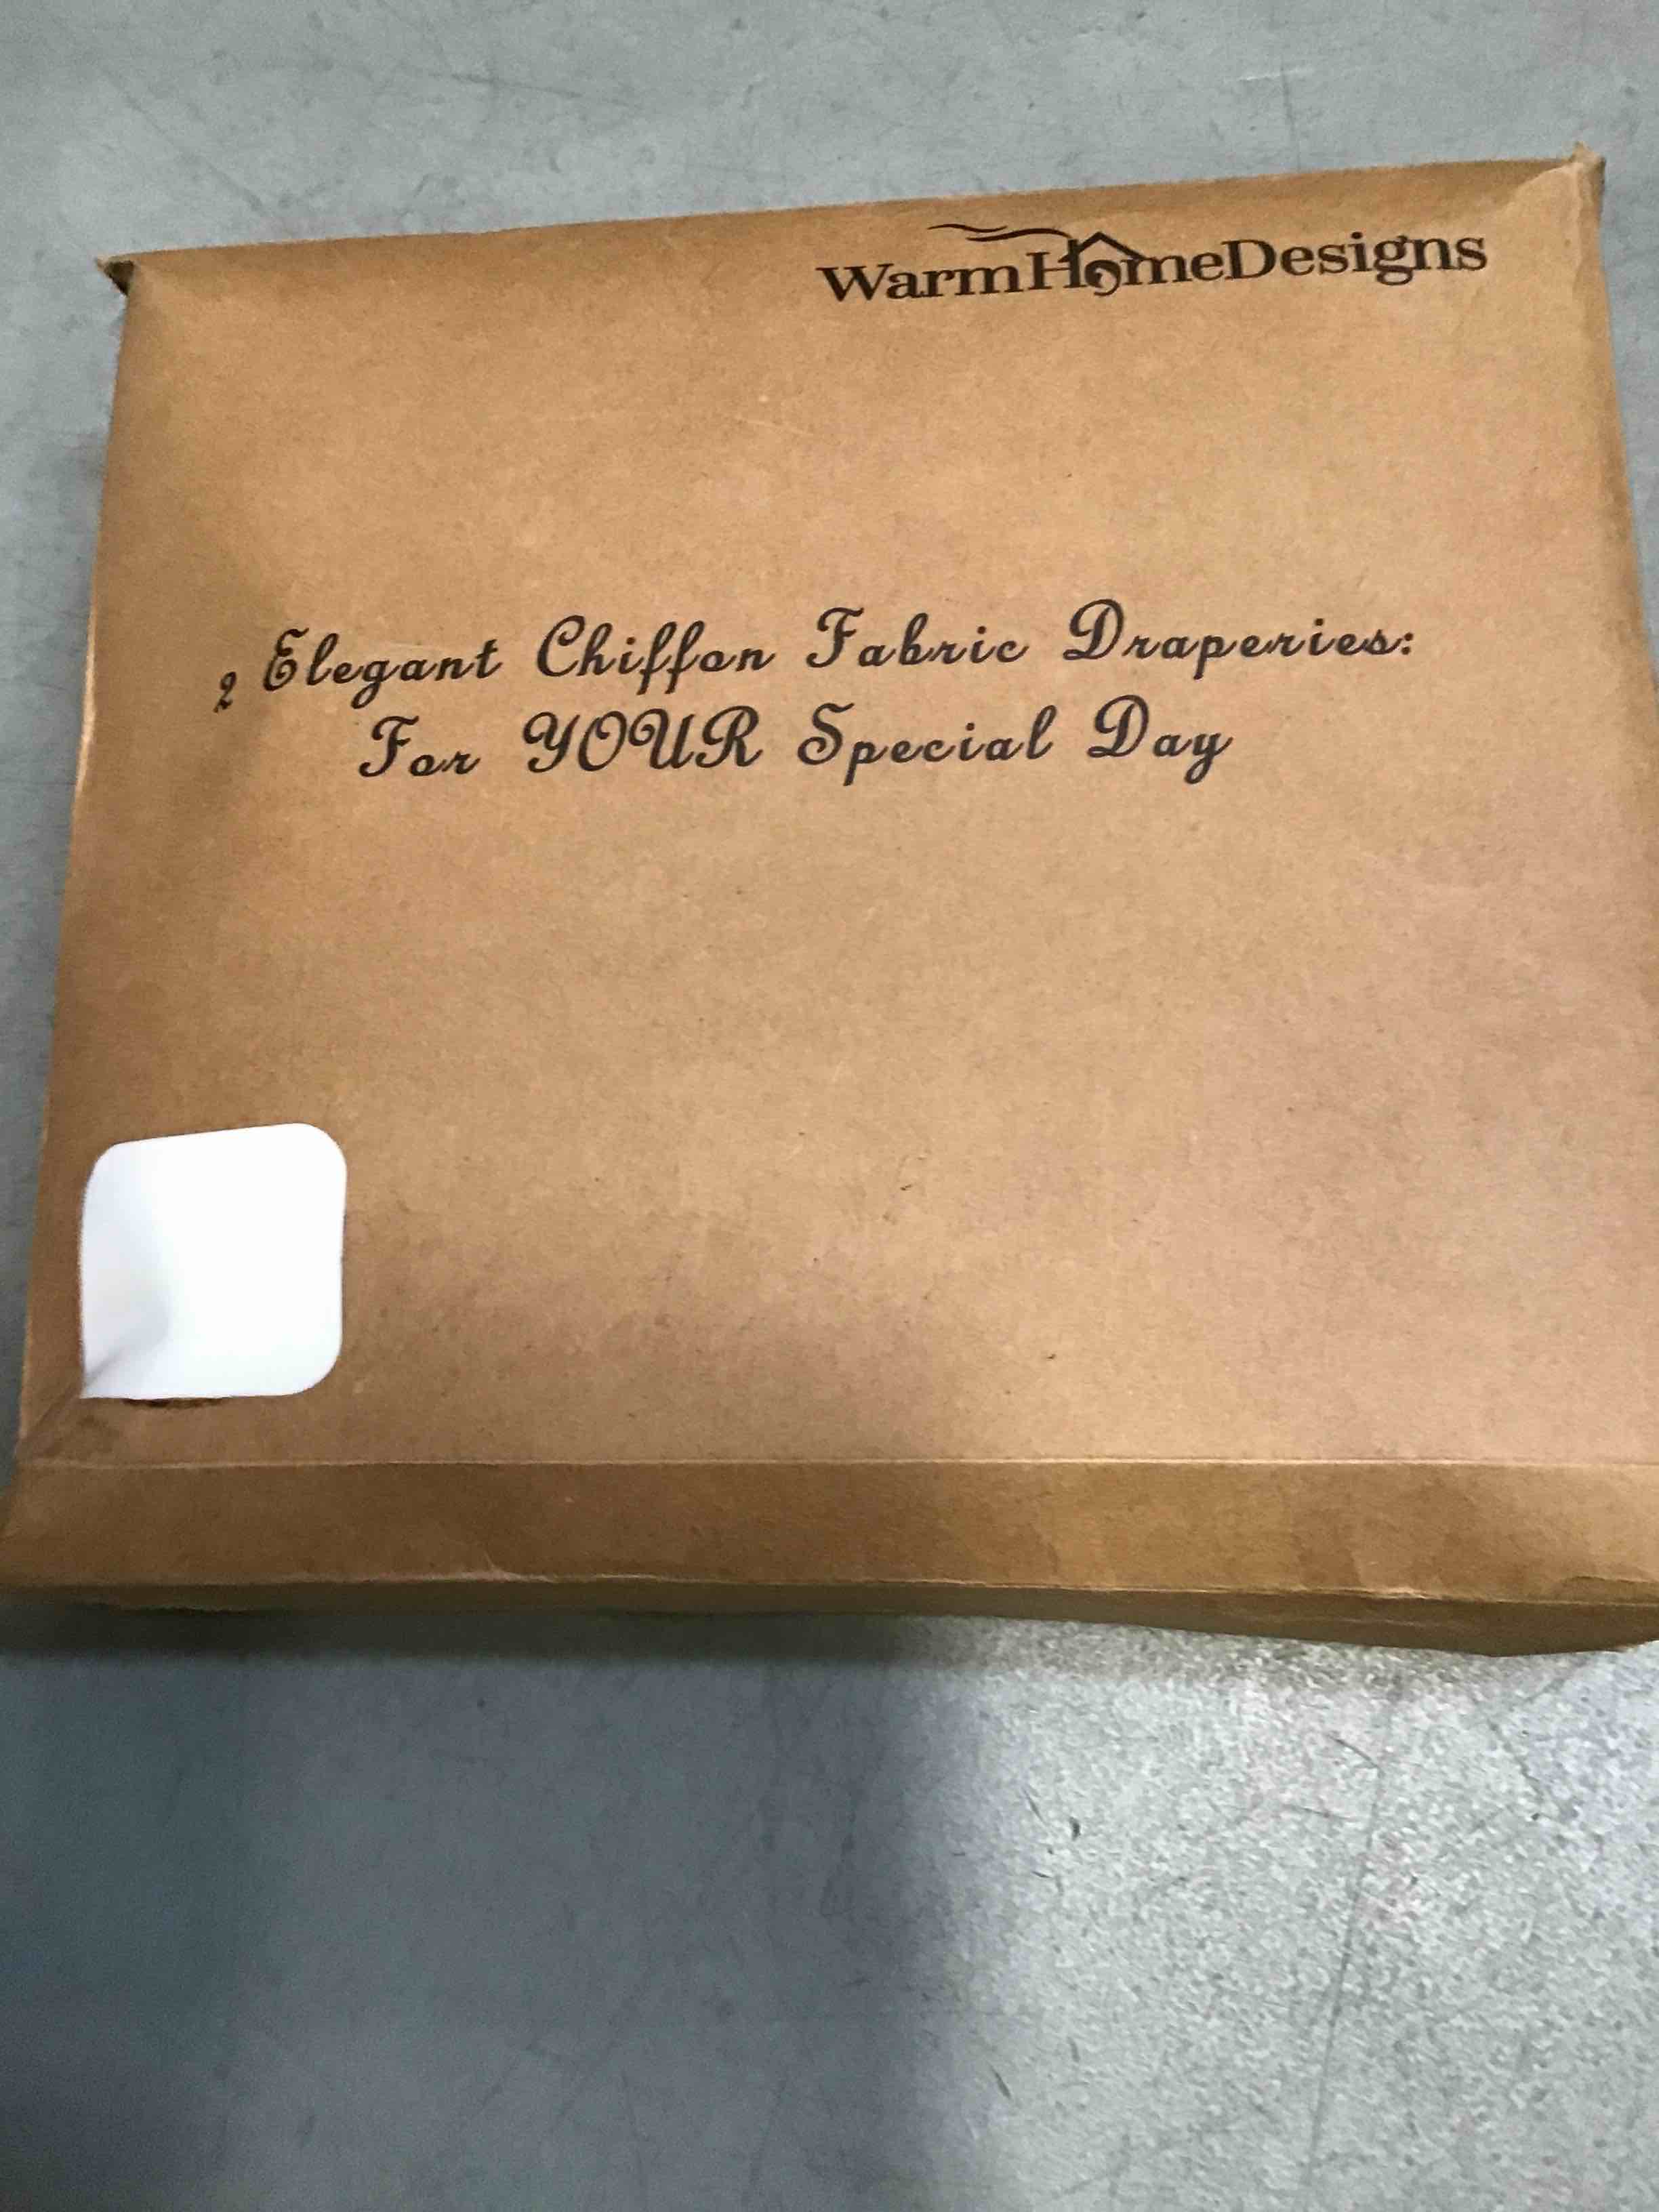 WarmHomeDesigns
2 Elegant Chiffon Fabric Draperies:
For YOUR Special Day